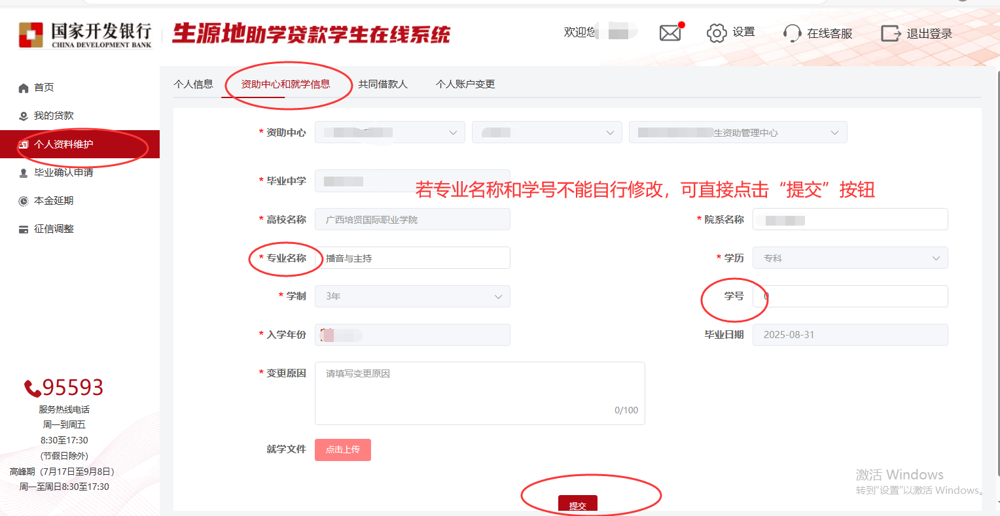 国家开发银行
CHINA DEVELOPMENT BANK
生源地助学贷款学生在线系统
欢迎您
设置
在线客服
退出登录
首页
我的贷款
个人资料维护
毕业确认申请
本金延期
征信调整
95593
服务热线电话
周一到周五
8:30至17:30
(节假日除外)
高峰期（7月17日至9月8日）
周一至周日8:30至17:30
个人信息 资助中心和就学信息 共同借款人 个人账户变更
* 资助中心 生资助管理中心
* 毕业中学
若专业名称和学号不能自行修改，可直接点击“提交”按钮
* 高校名称 广西培贤国际职业学院 * 院系名称
* 专业名称 播音与主持 * 学历 专科
* 学制 3年 学号 0
* 入学年份 毕业日期 2025-08-31
* 变更原因 请填写变更原因
0/100
就学文件 点击上传
提交
激活 Windows
转到“设置”以激活 Windows。